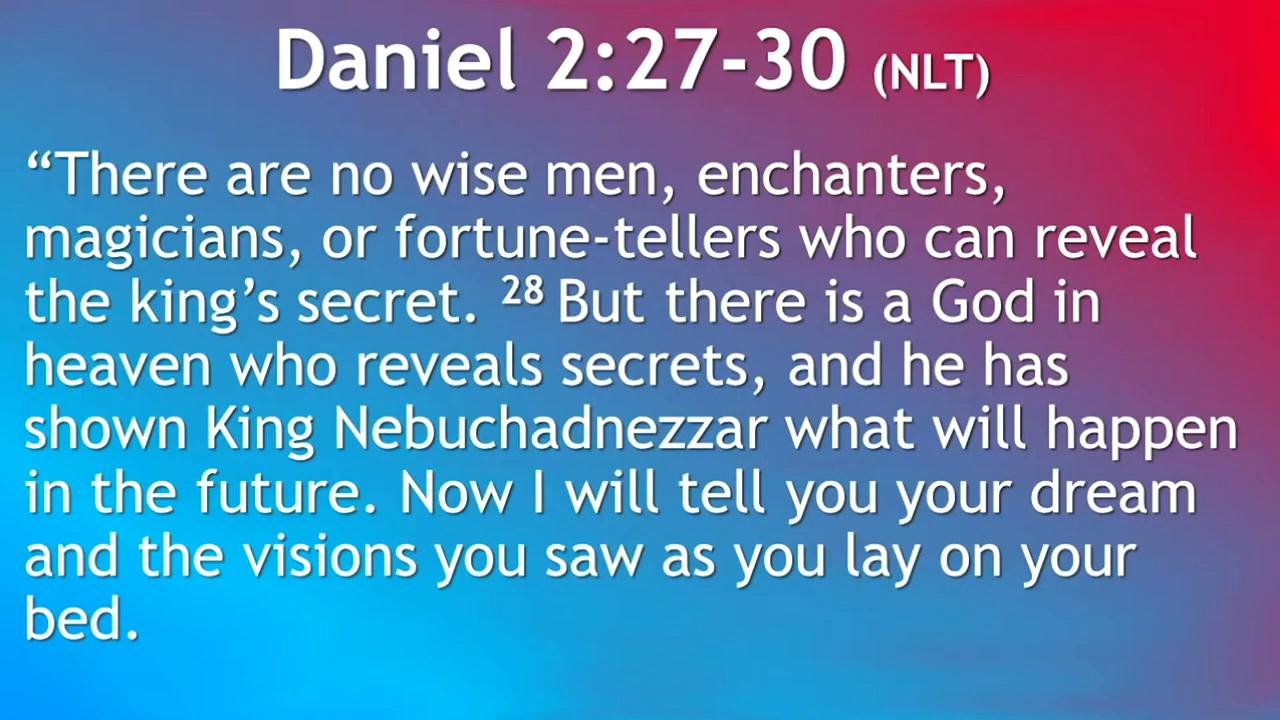 Daniel 2:27-30 (NLT)
“There are no wise men, enchanters,
magicians, or fortune-tellers who can reveal
the king’s secret. 28 But there is a God in
heaven who reveals secrets, and he has
shown King Nebuchadnezzar what will happen
in the future. Now I will tell you your dream
and the visions you saw as you lay on your
bed.